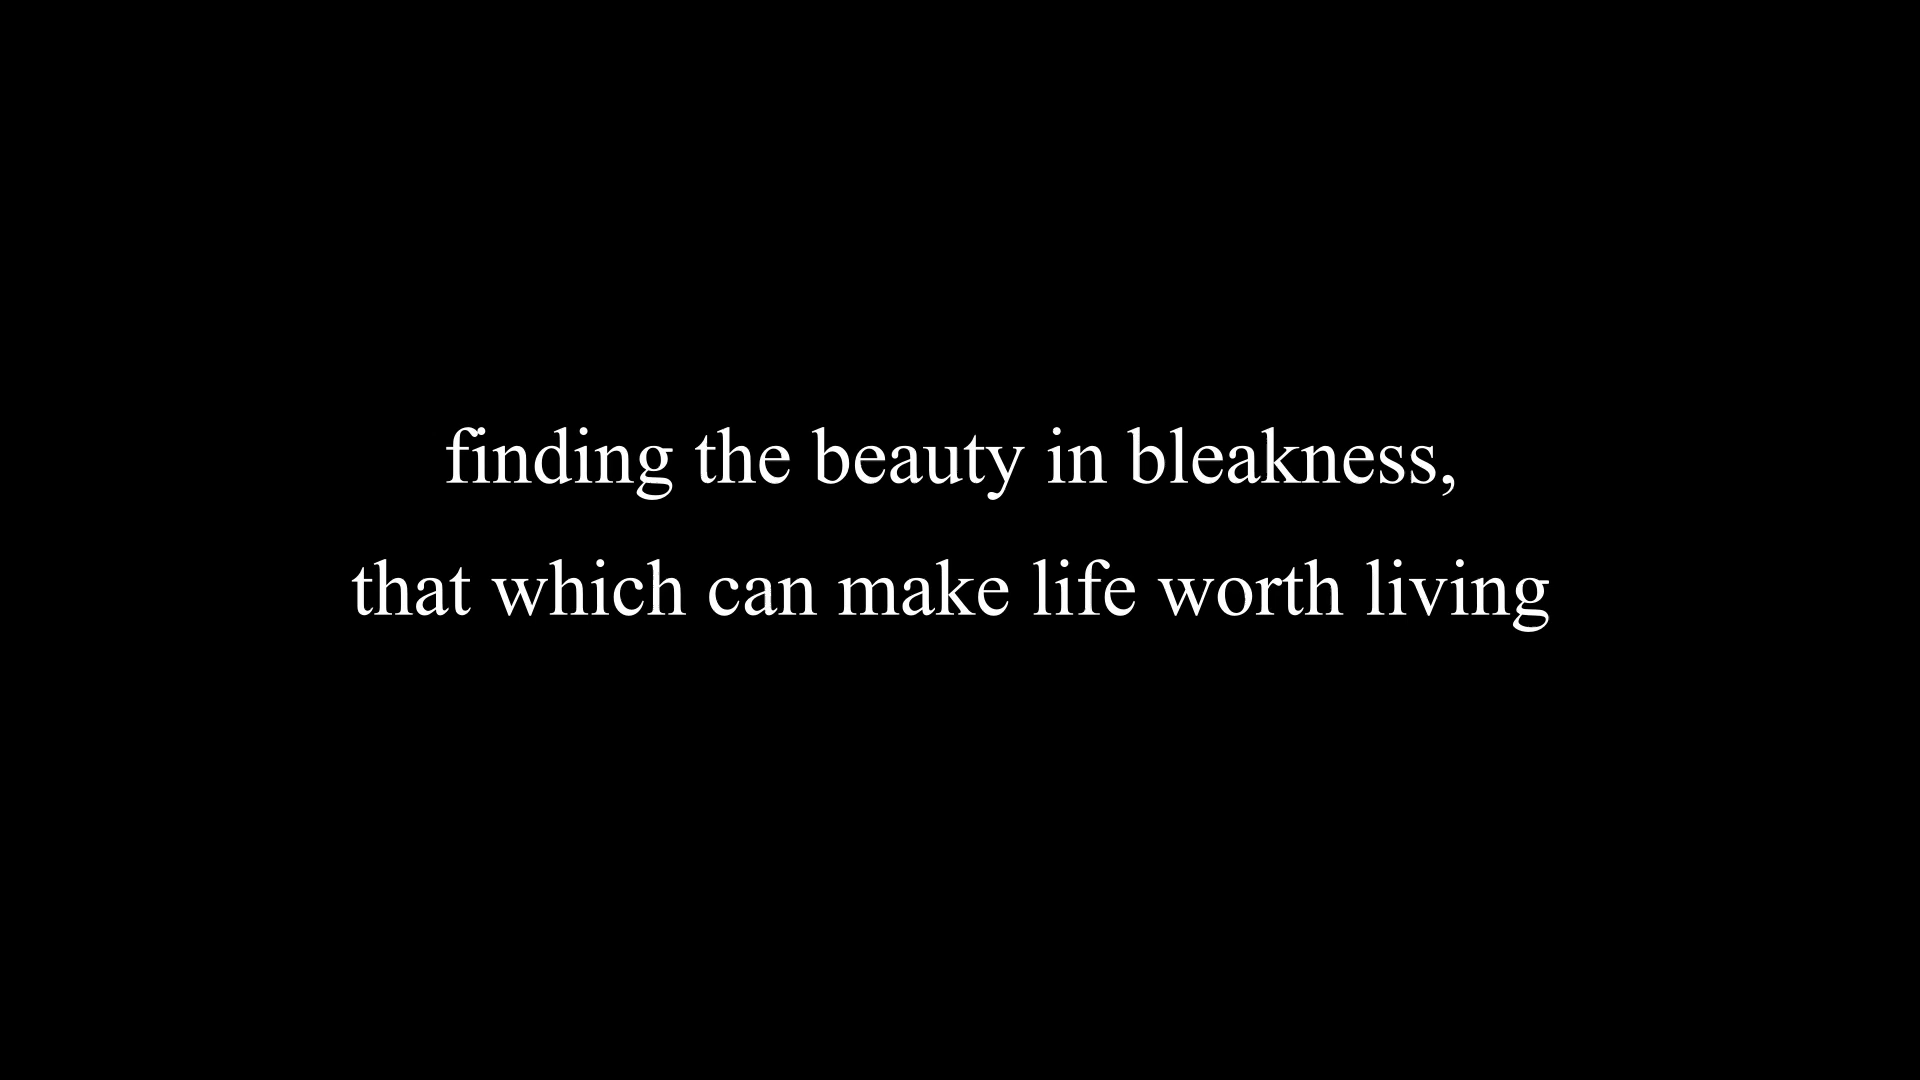 finding the beauty in bleakness,
that which can make life worth living